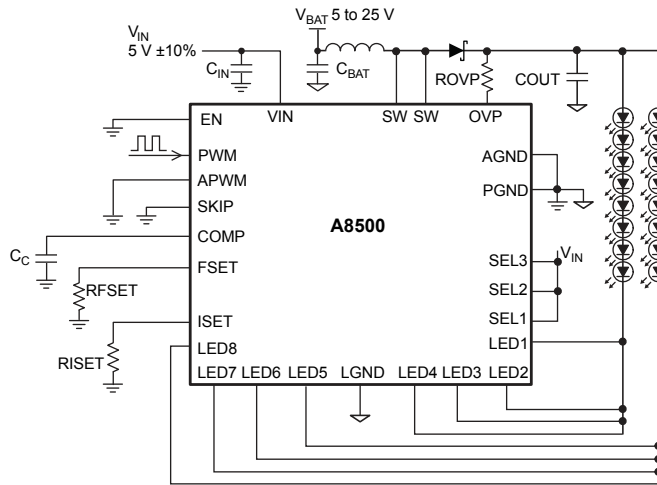 V_BAT 5 to 25 V
V_IN
5 V ±10%
C_IN
C_BAT
ROVP
COUT
EN
VIN
SW
SW
OVP
PWM
AGND
APWM
PGND
SKIP
A8500
COMP
C_C
V_IN
FSET
SEL3
RFSET
SEL2
ISET
SEL1
LED8
LED1
RISET
LED7
LED6
LED5
LGND
LED4
LED3
LED2